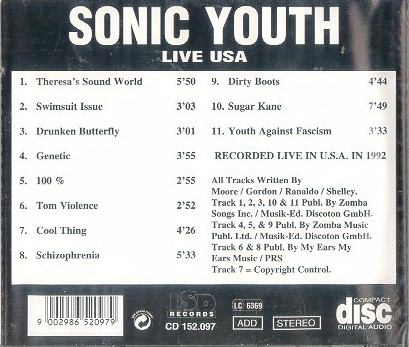 SONIC YOUTH
LIVE USA
1. Theresa's Sound World 5'50
2. Swimsuit Issue 3'03
3. Drunken Butterfly 3'01
4. Genetic 3'55
5. 100 % 2'55
6. Tom Violence 2'52
7. Cool Thing 4'26
8. Schizophrenia 5'33
9. Dirty Boots 4'44
10. Sugar Kane 7'49
11. Youth Against Fascism 3'33
RECORDED LIVE IN U.S.A. IN 1992
All Tracks Written By
Moore / Gordon / Ranaldo / Shelley.
Track 1, 2, 3, 10 & 11 Publ. By Zomba
Songs Inc. / Musik-Ed. Discoton GmbH.
Track 4, 5, & 9 Publ. By Zomba Music
Publ. Ltd. / Musik-Ed. Discoton GmbH.
Track 6 & 8 Publ. By My Ears My
Ears Music / PRS
Track 7 = Copyright Control.
9 002986 520979
ISP
RECORDS
CD 152.097
LC 6369
ADD STEREO
COMPACT
disc
DIGITAL AUDIO